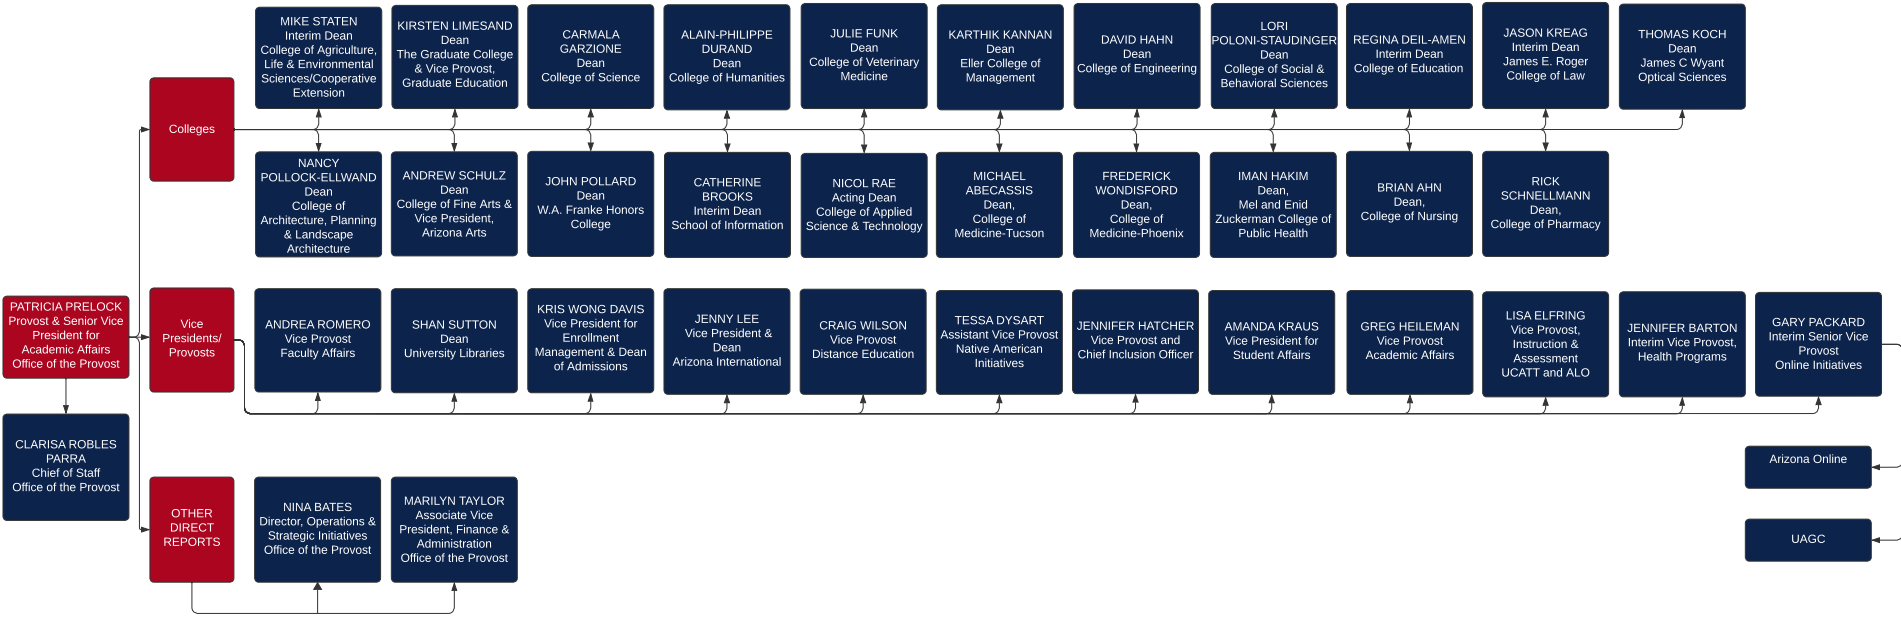 MIKE STATEN
Interim Dean
College of Agriculture,
Life & Environmental
Sciences/Cooperative
Extension
KIRSTEN LIMESAND
Dean
The Graduate College
& Vice Provost,
Graduate Education
CARMALA
GARZIONE
Dean
College of Science
ALAIN-PHILIPPE
DURAND
Dean
College of Humanities
JULIE FUNK
Dean
College of Veterinary
Medicine
KARTHIK KANNAN
Dean
Eller College of
Management
DAVID HAHN
Dean
College of Engineering
LORI
POLONI-STAUDINGER
Dean
College of Social &
Behavioral Sciences
REGINA DEIL-AMEN
Interim Dean
College of Education
JASON KREAG
Interim Dean
James E. Roger
College of Law
THOMAS KOCH
Dean
James C Wyant
Optical Sciences
Colleges
NANCY
POLLOCK-ELLWAND
Dean
College of
Architecture, Planning
& Landscape
Architecture
ANDREW SCHULZ
Dean
College of Fine Arts &
Vice President,
Arizona Arts
JOHN POLLARD
Dean
W.A. Franke Honors
College
CATHERINE
BROOKS
Interim Dean
School of Information
NICOL RAE
Acting Dean
College of Applied
Science & Technology
MICHAEL
ABECASSIS
Dean,
College of
Medicine-Tucson
FREDERICK
WONDISFORD
Dean,
College of
Medicine-Phoenix
IMAN HAKIM
Dean,
Mel and Enid
Zuckerman College of
Public Health
BRIAN AHN
Dean,
College of Nursing
RICK
SCHNELLMANN
Dean,
College of Pharmacy
PATRICIA PRELOCK
Provost & Senior Vice
President for
Academic Affairs
Office of the Provost
Vice
Presidents/
Provosts
ANDREA ROMERO
Vice Provost
Faculty Affairs
SHAN SUTTON
Dean
University Libraries
KRIS WONG DAVIS
Vice President for
Enrollment
Management & Dean
of Admissions
JENNY LEE
Vice President &
Dean
Arizona International
CRAIG WILSON
Vice Provost
Distance Education
TESSA DYSART
Assistant Vice Provost
Native American
Initiatives
JENNIFER HATCHER
Vice Provost and
Chief Inclusion Officer
AMANDA KRAUS
Vice President for
Student Affairs
GREG HEILEMAN
Vice Provost
Academic Affairs
LISA ELFRING
Vice Provost,
Instruction &
Assessment
UCATT and ALO
JENNIFER BARTON
Interim Vice Provost,
Health Programs
GARY PACKARD
Interim Senior Vice
Provost
Online Initiatives
CLARISA ROBLES
PARRA
Chief of Staff
Office of the Provost
Arizona Online
UAGC
OTHER
DIRECT
REPORTS
NINA BATES
Director, Operations &
Strategic Initiatives
Office of the Provost
MARILYN TAYLOR
Associate Vice
President, Finance &
Administration
Office of the Provost